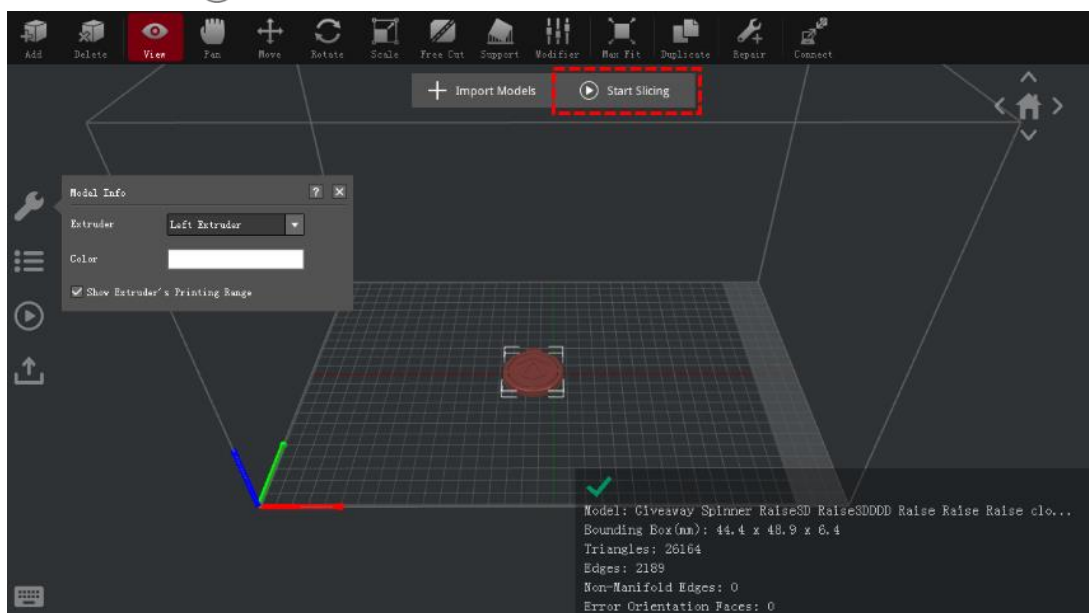 Add Delete View Pan Move Rotate Scale Free Cut Support Modifier Max Fit Duplicate Repair Connect
Import Models Start Slicing
Model Info ?
Extruder Left Extruder
Color
Show Extruder's Printing Range
Model: Giveaway Spinner Raise3D Raise3DDDD Raise Raise Raise clo...
Bounding Box(mm): 44.4 x 48.9 x 6.4
Triangles: 26164
Edges: 2189
Non-Manifold Edges: 0
Error Orientation Faces: 0